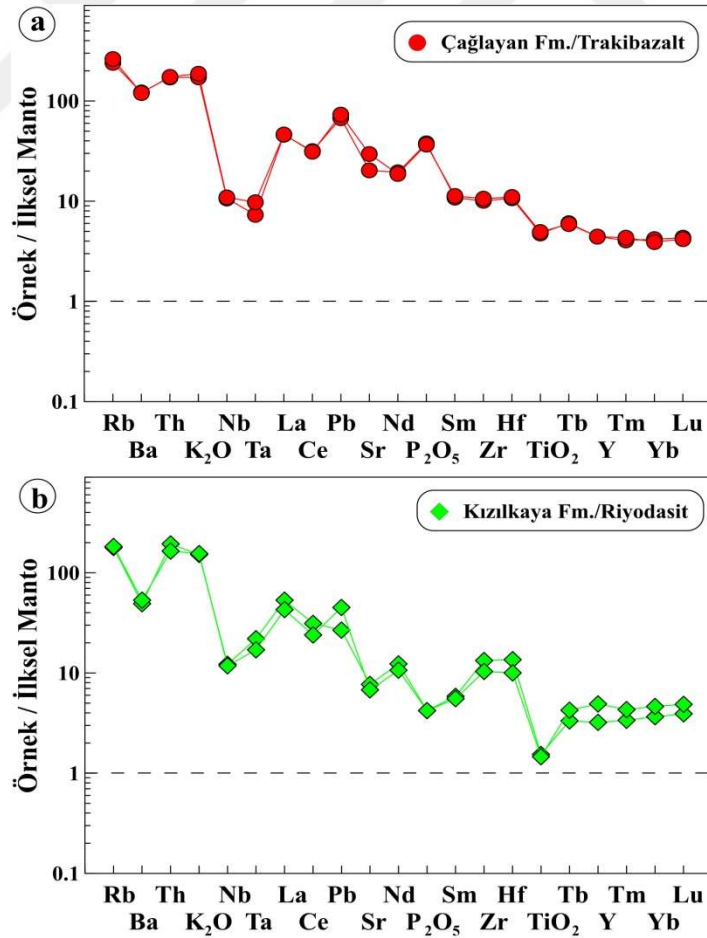 a
Çağlayan Fm./Trakibazalt
Örnek / İlksel Manto
100
10
1
0.1
Rb Th Nb La Pb Nd Sm Hf Tb Tm Lu
Ba K₂O Ta Ce Sr P₂O₅ Zr TiO₂ Y Yb
b
Kızılkaya Fm./Riyodasit
Örnek / İlksel Manto
100
10
1
0.1
Rb Th Nb La Pb Nd Sm Hf Tb Tm Lu
Ba K₂O Ta Ce Sr P₂O₅ Zr TiO₂ Y Yb